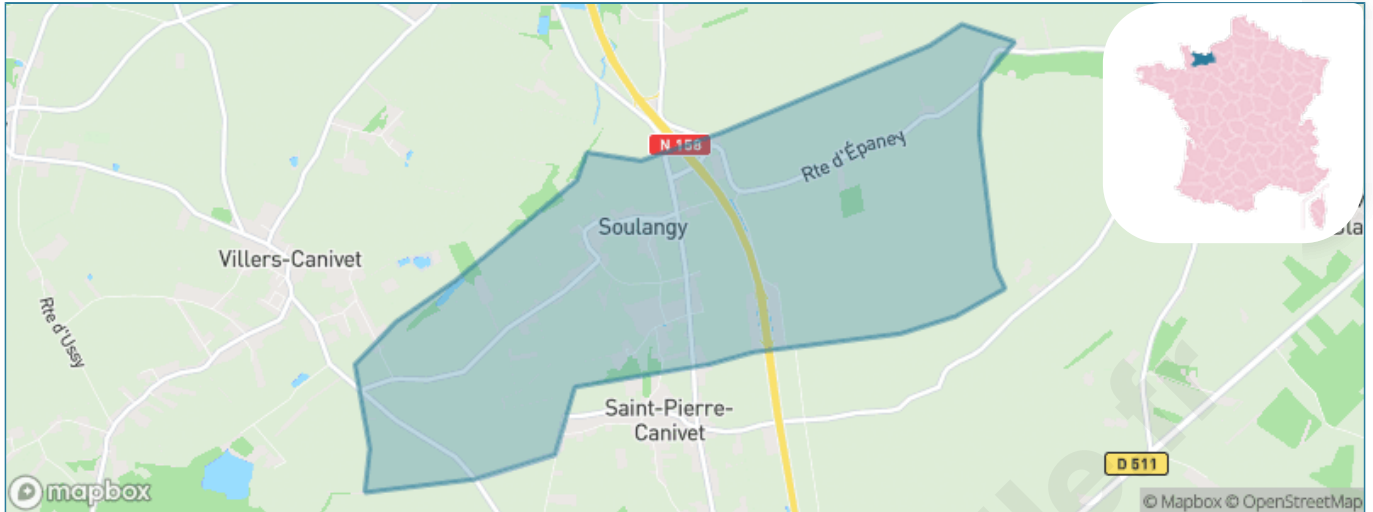 N 158
Rte d'Épaney
Soulangy
Villers-Canivet
Rte d'Ussy
Saint-Pierre-
Canivet
D 511
mapbox
© Mapbox © OpenStreetMap